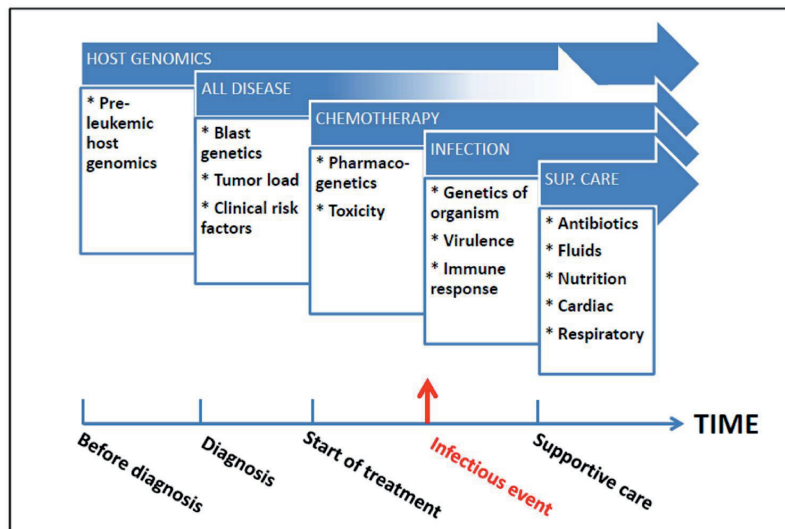 HOST GENOMICS
* Pre-
leukemic
host
genomics
ALL DISEASE
* Blast
genetics
* Tumor load
* Clinical risk
factors
CHEMOTHERAPY
* Pharmaco-
genetics
* Toxicity
INFECTION
* Genetics of
organism
* Virulence
* Immune
response
SUP. CARE
* Antibiotics
* Fluids
* Nutrition
* Cardiac
* Respiratory
TIME
Before diagnosis
Diagnosis
Start of treatment
Infectious event
Supportive care